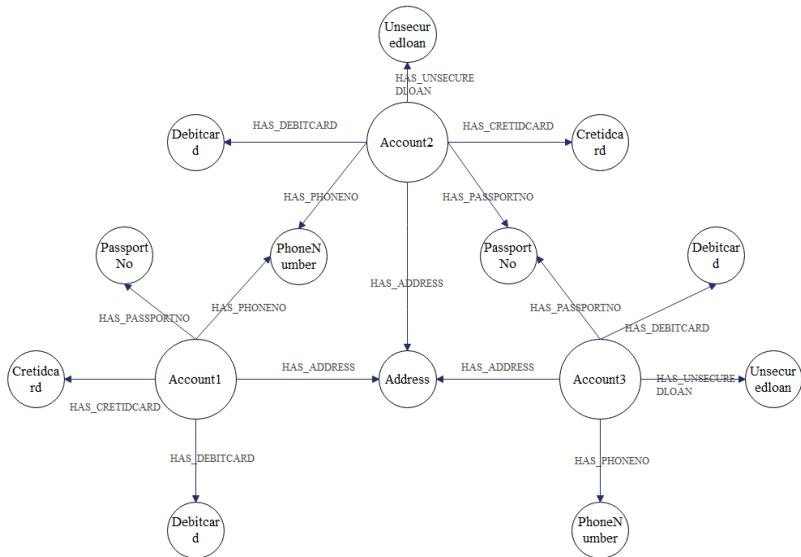 Unsecur
edloan
HAS_UNSECURE
DLOAN
Debitcar
d
HAS_DEBITCARD
Account2
HAS_CRETIDCARD
Cretidca
rd
HAS_PHONENO
HAS_PASSPORTNO
Passport
No
PhoneN
umber
Passport
No
Debitcar
d
HAS_ADDRESS
HAS_PASSPORTNO
HAS_PHONENO
HAS_PASSPORTNO
HAS_DEBITCARD
Cretidca
rd
Account1
HAS_ADDRESS
Address
HAS_ADDRESS
Account3
HAS_UNSECURE
DLOAN
Unsecur
edloan
HAS_CRETIDCARD
HAS_DEBITCARD
HAS_PHONENO
Debitcar
d
PhoneN
umber